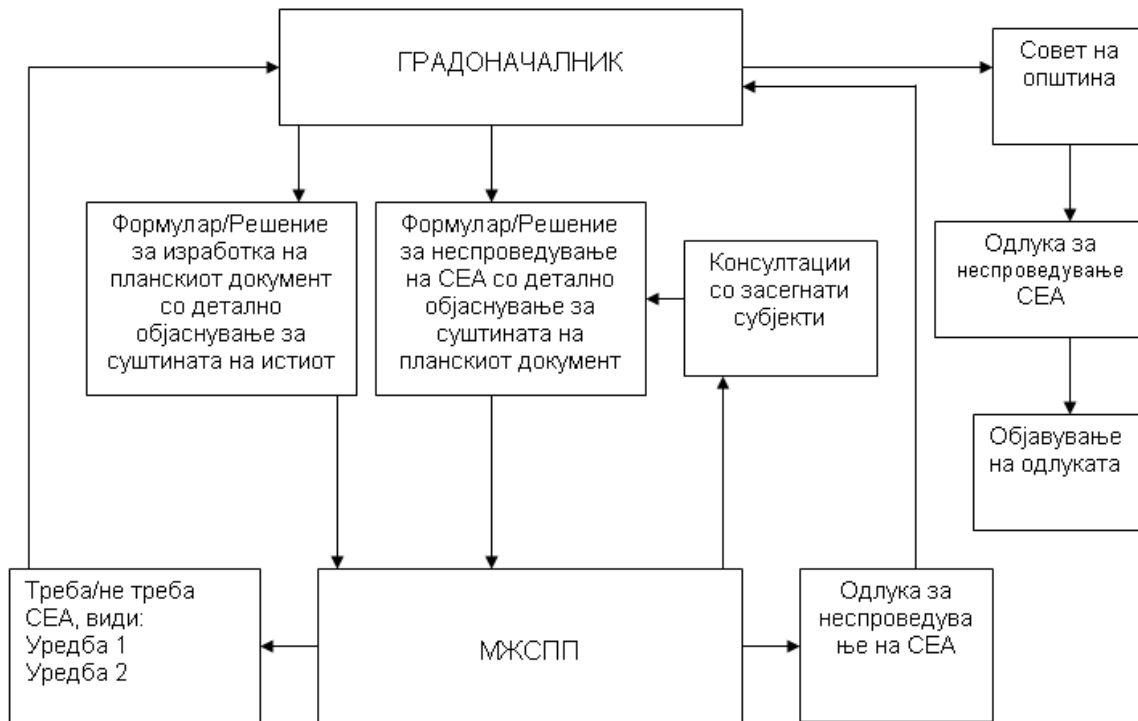 ГРАДОНАЧАЛНИК
Совет на
општина
Формулар/Решение
за изработка на
планскиот документ
со детално
објаснување за
суштината на истиот
Формулар/Решение
за неспроведување
на СЕА со детално
објаснување за
суштината на
планскиот документ
Консултации
со засегнати
субјекти
Одлука за
неспроведување
СЕА
Објавување
на одлуката
Треба/не треба
СЕА, види:
Уредба 1
Уредба 2
МЖСПП
Одлука за
неспроведува
ње на СЕА